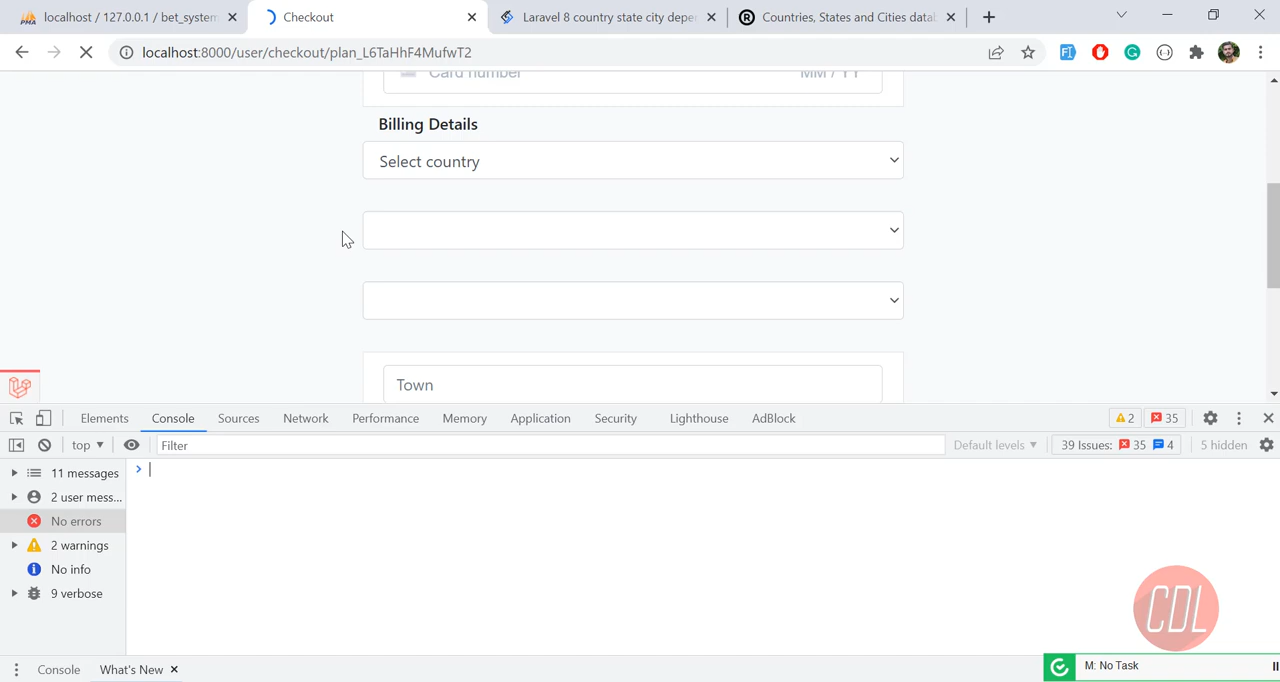 localhost / 127.0.0.1 / bet_system
Checkout
Laravel 8 country state city depe
Countries, States and Cities data
localhost:8000/user/checkout/plan_L6TaHhF4MufwT2
Card number
MM / YY
Billing Details
Select country
Town
Elements
Console
Sources
Network
Performance
Memory
Application
Security
Lighthouse
AdBlock
2
35
top
Filter
Default levels
39 Issues:
35
4
5 hidden
11 messages
2 user mess...
No errors
2 warnings
No info
9 verbose
CDL
Console
What's New
M: No Task